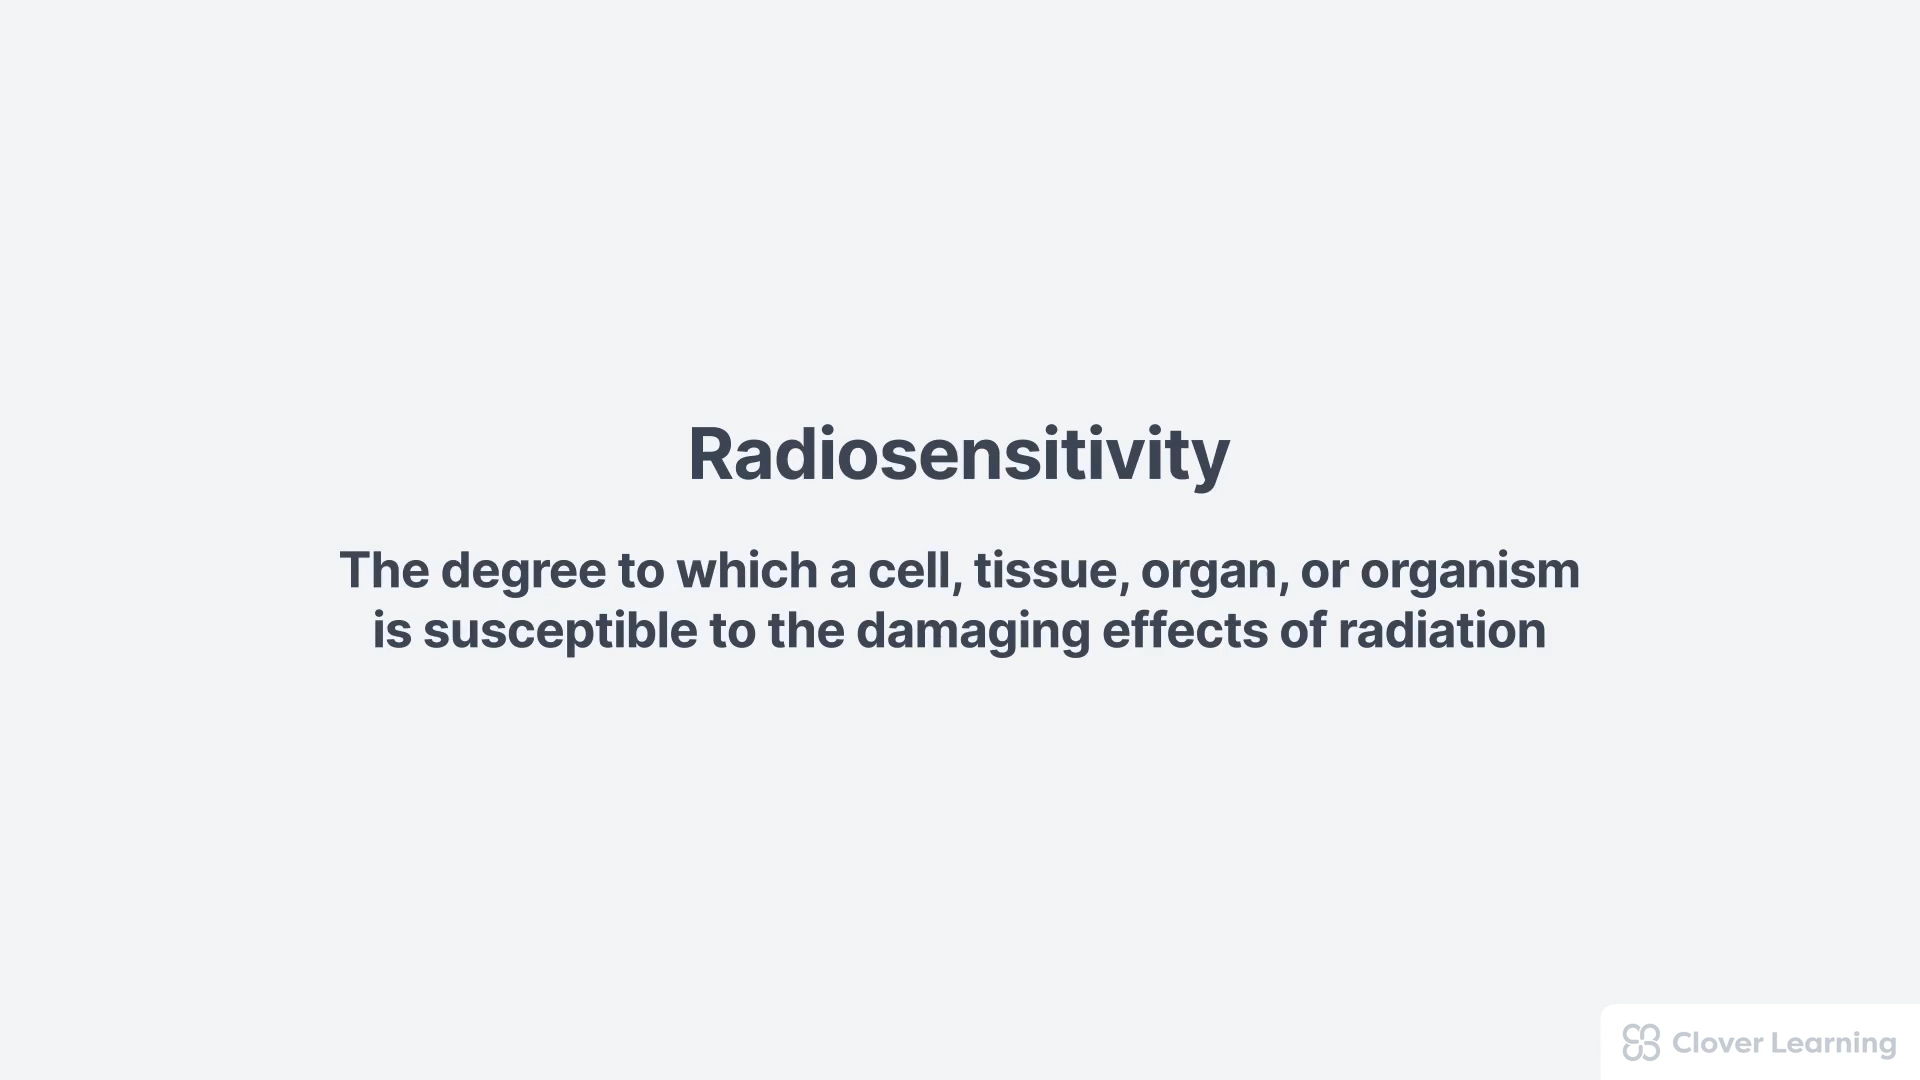 Radiosensitivity
The degree to which a cell, tissue, organ, or organism
is susceptible to the damaging effects of radiation
Clover Learning